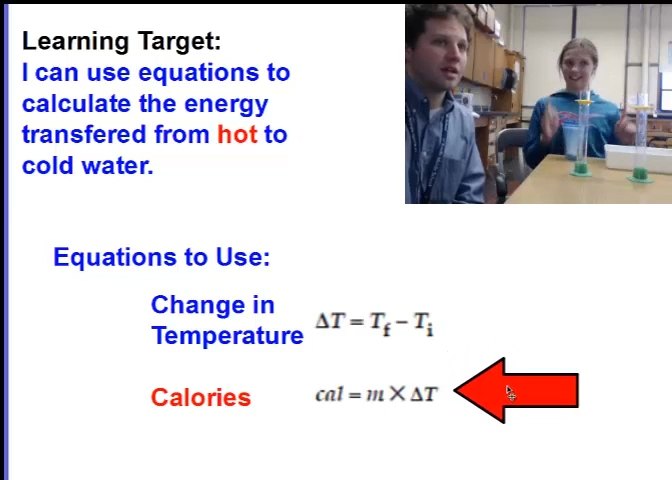 Learning Target:
I can use equations to
calculate the energy
transfered from hot to
cold water.
Equations to Use:
Change in
Temperature
ΔT = Tf – Ti
Calories
cal = m × ΔT